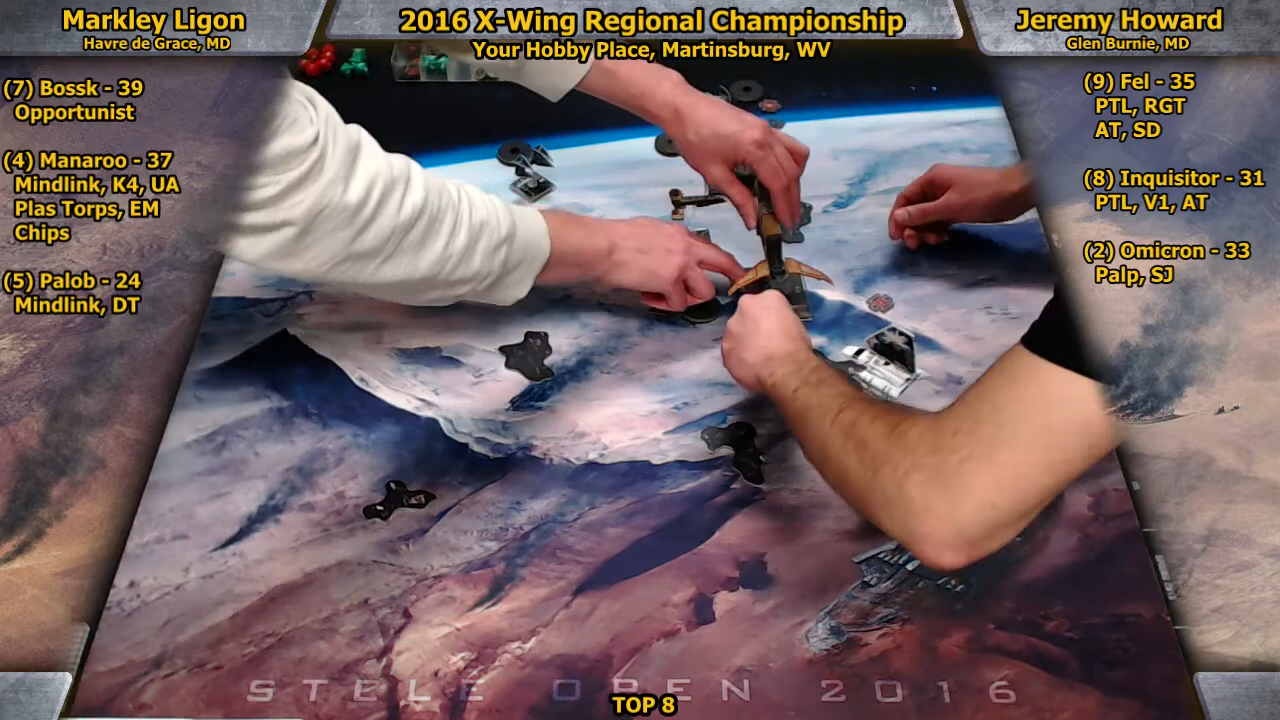 Markley Ligon
Havre de Grace, MD
2016 X-Wing Regional Championship
Your Hobby Place, Martinsburg, WV
Jeremy Howard
Glen Burnie, MD
(7) Bossk - 39
Opportunist
(4) Manaroo - 37
Mindlink, K4, UA
Plas Torps, EM
Chips
(5) Palob - 24
Mindlink, DT
(9) Fel - 35
PTL, RGT
AT, SD
(8) Inquisitor - 31
PTL, V1, AT
(2) Omicron - 33
Palp, SJ
STELE OPEN 2016
TOP 8